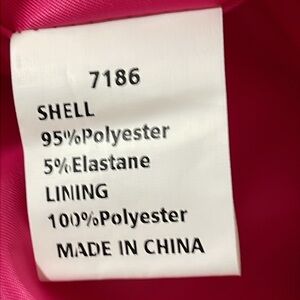 7186
SHELL
95%Polyester
5%Elastane
LINING
100%Polyester
MADE IN CHINA